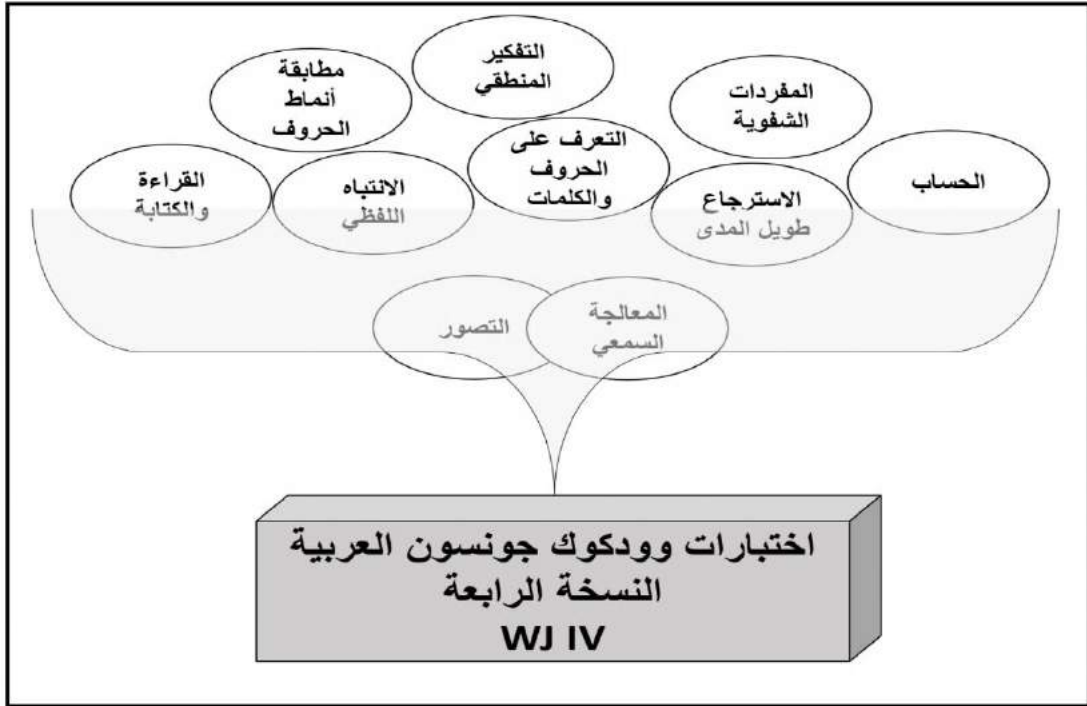 التفكير
المنطقي
مطابقة
أنماط
الحروف
المفردات
الشفوية
التعرف على
الحروف
والكلمات
الحساب
الاسترجاع
طويل المدى
الانتباه
اللفظي
القراءة
والكتابة
المعالجة
السمعي
التصور
اختبارات وودكوك جونسون العربية
النسخة الرابعة
WJ IV